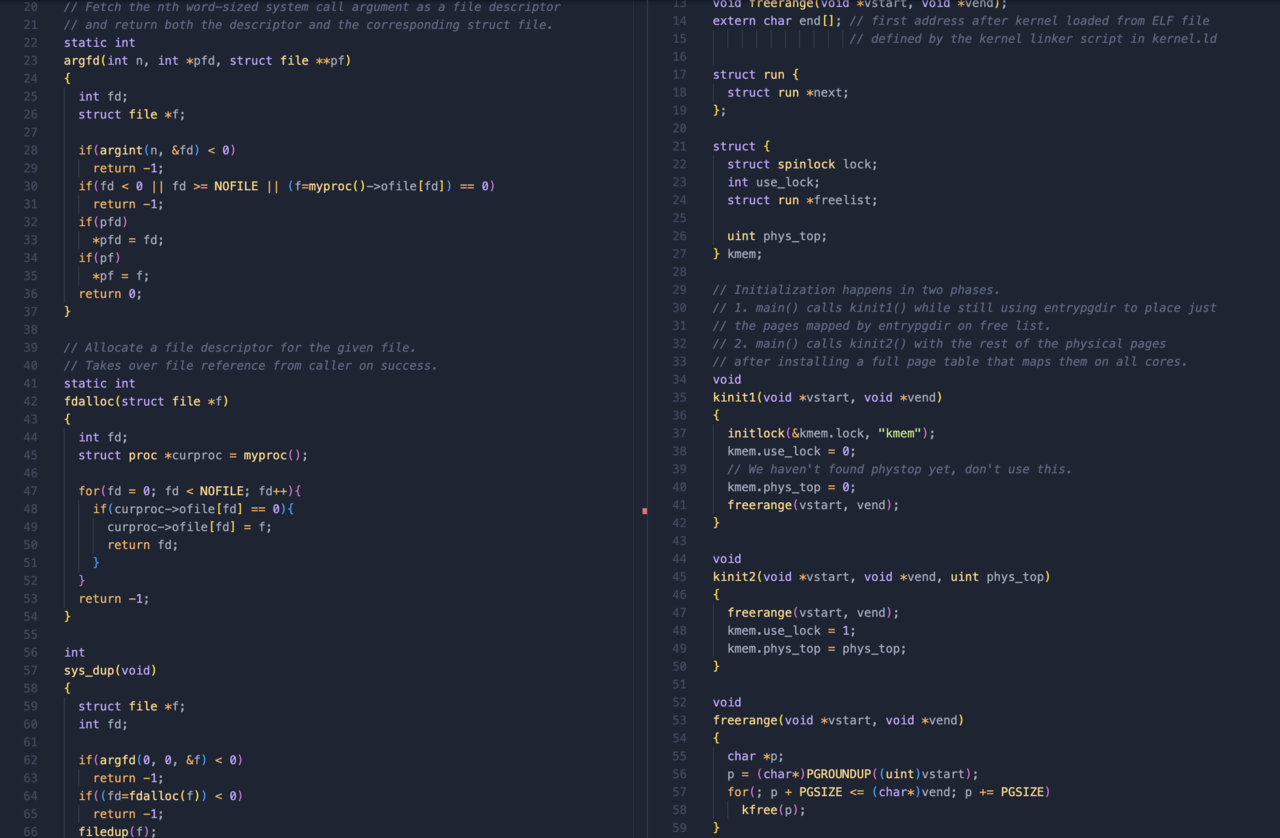 20 // Fetch the nth word-sized system call argument as a file descriptor
21 // and return both the descriptor and the corresponding struct file.
22 static int
23 argfd(int n, int *pfd, struct file **pf)
24 {
25   int fd;
26   struct file *f;
27
28   if(argint(n, &fd) < 0)
29     return -1;
30   if(fd < 0 || fd >= NOFILE || (f=myproc()->ofile[fd]) == 0)
31     return -1;
32   if(pfd)
33     *pfd = fd;
34   if(pf)
35     *pf = f;
36   return 0;
37 }
38
39 // Allocate a file descriptor for the given file.
40 // Takes over file reference from caller on success.
41 static int
42 fdalloc(struct file *f)
43 {
44   int fd;
45   struct proc *curproc = myproc();
46
47   for(fd = 0; fd < NOFILE; fd++){
48     if(curproc->ofile[fd] == 0){
49       curproc->ofile[fd] = f;
50       return fd;
51     }
52   }
53   return -1;
54 }
55
56 int
57 sys_dup(void)
58 {
59   struct file *f;
60   int fd;
61
62   if(argfd(0, 0, &f) < 0)
63     return -1;
64   if((fd=fdalloc(f)) < 0)
65     return -1;
66   filedup(f);
13 void freerange(void *vstart, void *vend);
14 extern char end[]; // first address after kernel loaded from ELF file
15                    // defined by the kernel linker script in kernel.ld
16
17 struct run {
18   struct run *next;
19 };
20
21 struct {
22   struct spinlock lock;
23   int use_lock;
24   struct run *freelist;
25
26   uint phys_top;
27 } kmem;
28
29 // Initialization happens in two phases.
30 // 1. main() calls kinit1() while still using entrypgdir to place just
31 // the pages mapped by entrypgdir on free list.
32 // 2. main() calls kinit2() with the rest of the physical pages
33 // after installing a full page table that maps them on all cores.
34 void
35 kinit1(void *vstart, void *vend)
36 {
37   initlock(&kmem.lock, "kmem");
38   kmem.use_lock = 0;
39   // We haven't found phystop yet, don't use this.
40   kmem.phys_top = 0;
41   freerange(vstart, vend);
42 }
43
44 void
45 kinit2(void *vstart, void *vend, uint phys_top)
46 {
47   freerange(vstart, vend);
48   kmem.use_lock = 1;
49   kmem.phys_top = phys_top;
50 }
51
52 void
53 freerange(void *vstart, void *vend)
54 {
55   char *p;
56   p = (char*)PGROUNDUP((uint)vstart);
57   for(; p + PGSIZE <= (char*)vend; p += PGSIZE)
58     kfree(p);
59 }